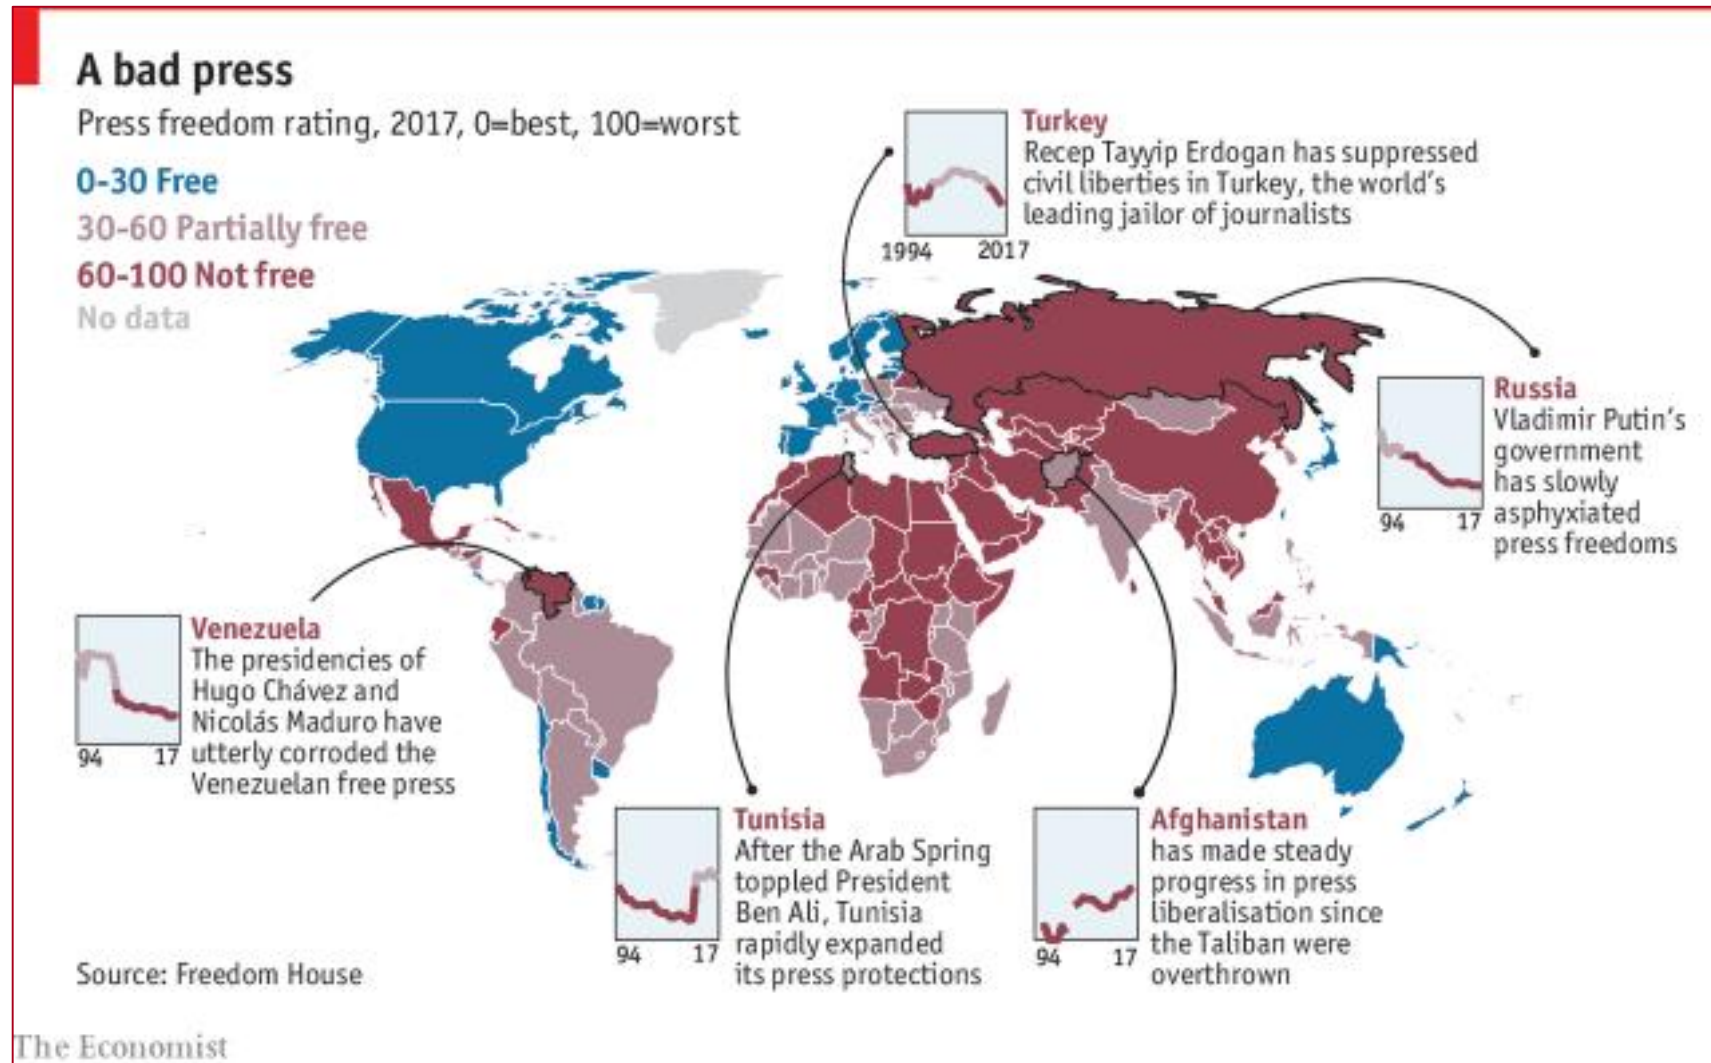 A bad press
Press freedom rating, 2017, 0=best, 100=worst
0-30 Free
30-60 Partially free
60-100 Not free
No data
Turkey
Recep Tayyip Erdogan has suppressed
civil liberties in Turkey, the world's
leading jailor of journalists
1994 2017
Russia
Vladimir Putin's
government
has slowly
asphyxiated
press freedoms
94 17
Venezuela
The presidencies of
Hugo Chávez and
Nicolás Maduro have
utterly corroded the
Venezuelan free press
94 17
Tunisia
After the Arab Spring
toppled President
Ben Ali, Tunisia
rapidly expanded
its press protections
94 17
Afghanistan
has made steady
progress in press
liberalisation since
the Taliban were
overthrown
94 17
Source: Freedom House
The Economist